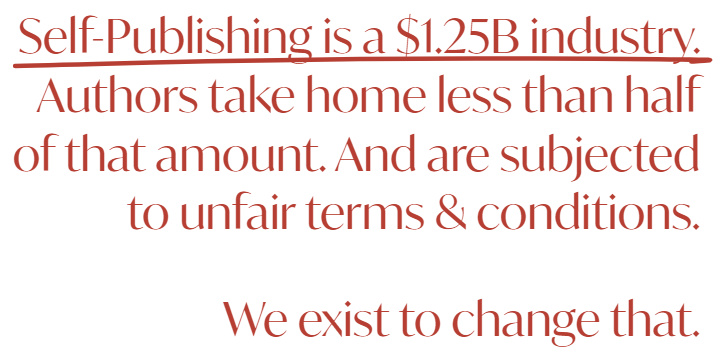 Self-Publishing is a $1.25B industry.
Authors take home less than half
of that amount. And are subjected
to unfair terms & conditions.
We exist to change that.